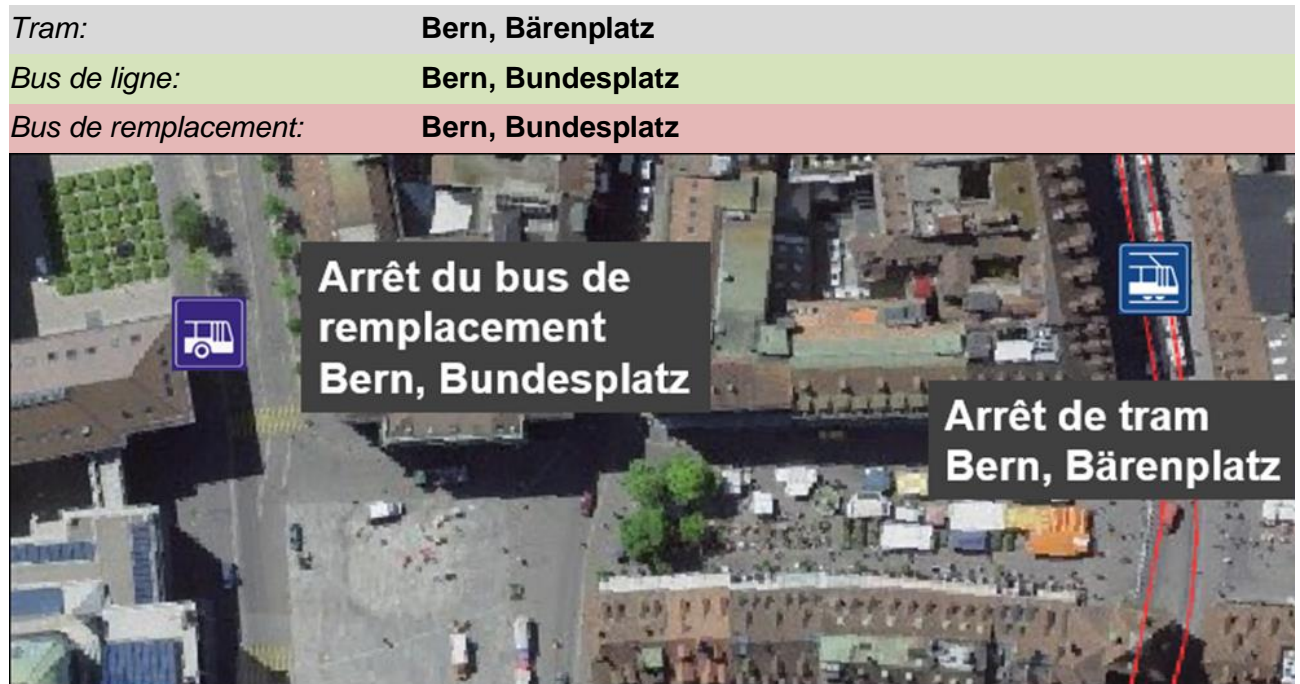 Tram: Bern, Bärenplatz
Bus de ligne: Bern, Bundesplatz
Bus de remplacement: Bern, Bundesplatz
Arrêt du bus de
remplacement
Bern, Bundesplatz
Arrêt de tram
Bern, Bärenplatz